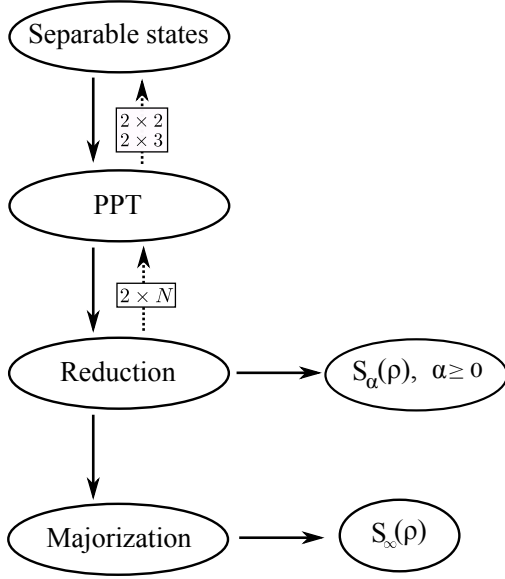 Separable states
2 × 2
2 × 3
PPT
2 × N
Reduction
S_α(ρ), α ≥ 0
Majorization
S_∞(ρ)